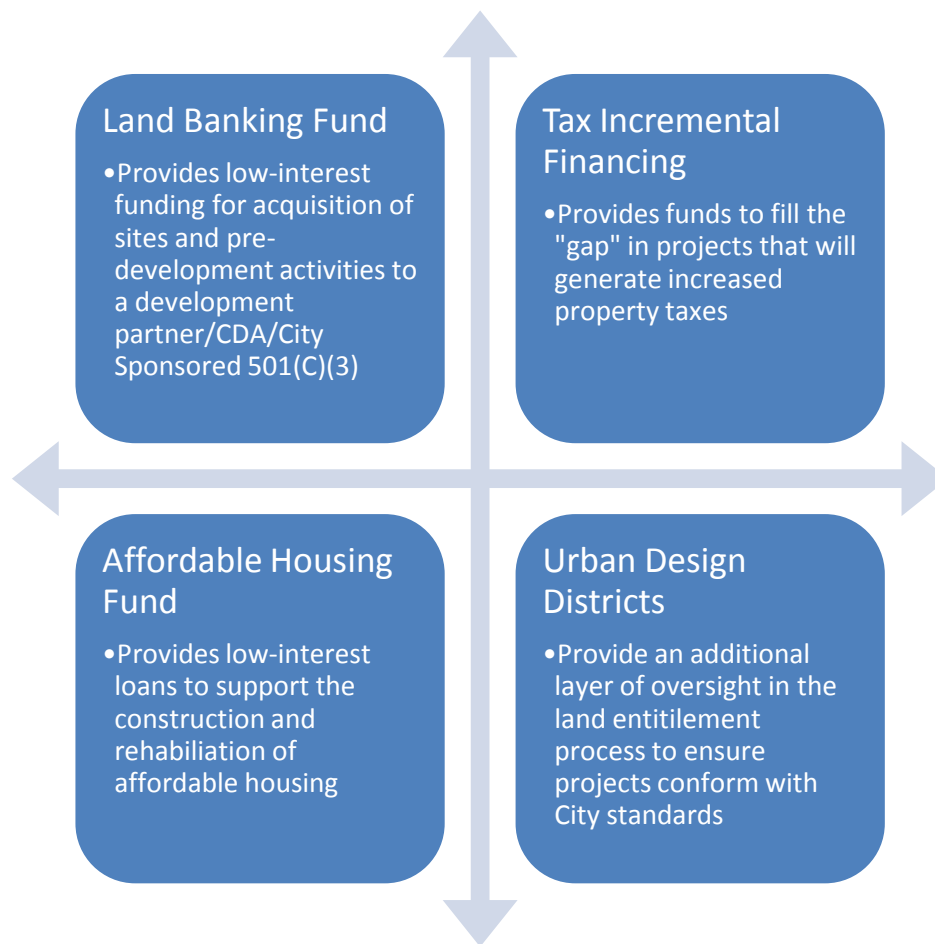 Land Banking Fund
•Provides low-interest
funding for acquisition of
sites and pre-
development activities to
a development
partner/CDA/City
Sponsored 501(C)(3)
Tax Incremental
Financing
•Provides funds to fill the
"gap" in projects that will
generate increased
property taxes
Affordable Housing
Fund
•Provides low-interest
loans to support the
construction and
rehabiliation of
affordable housing
Urban Design
Districts
•Provide an additional
layer of oversight in the
land entitilement
process to ensure
projects conform with
City standards